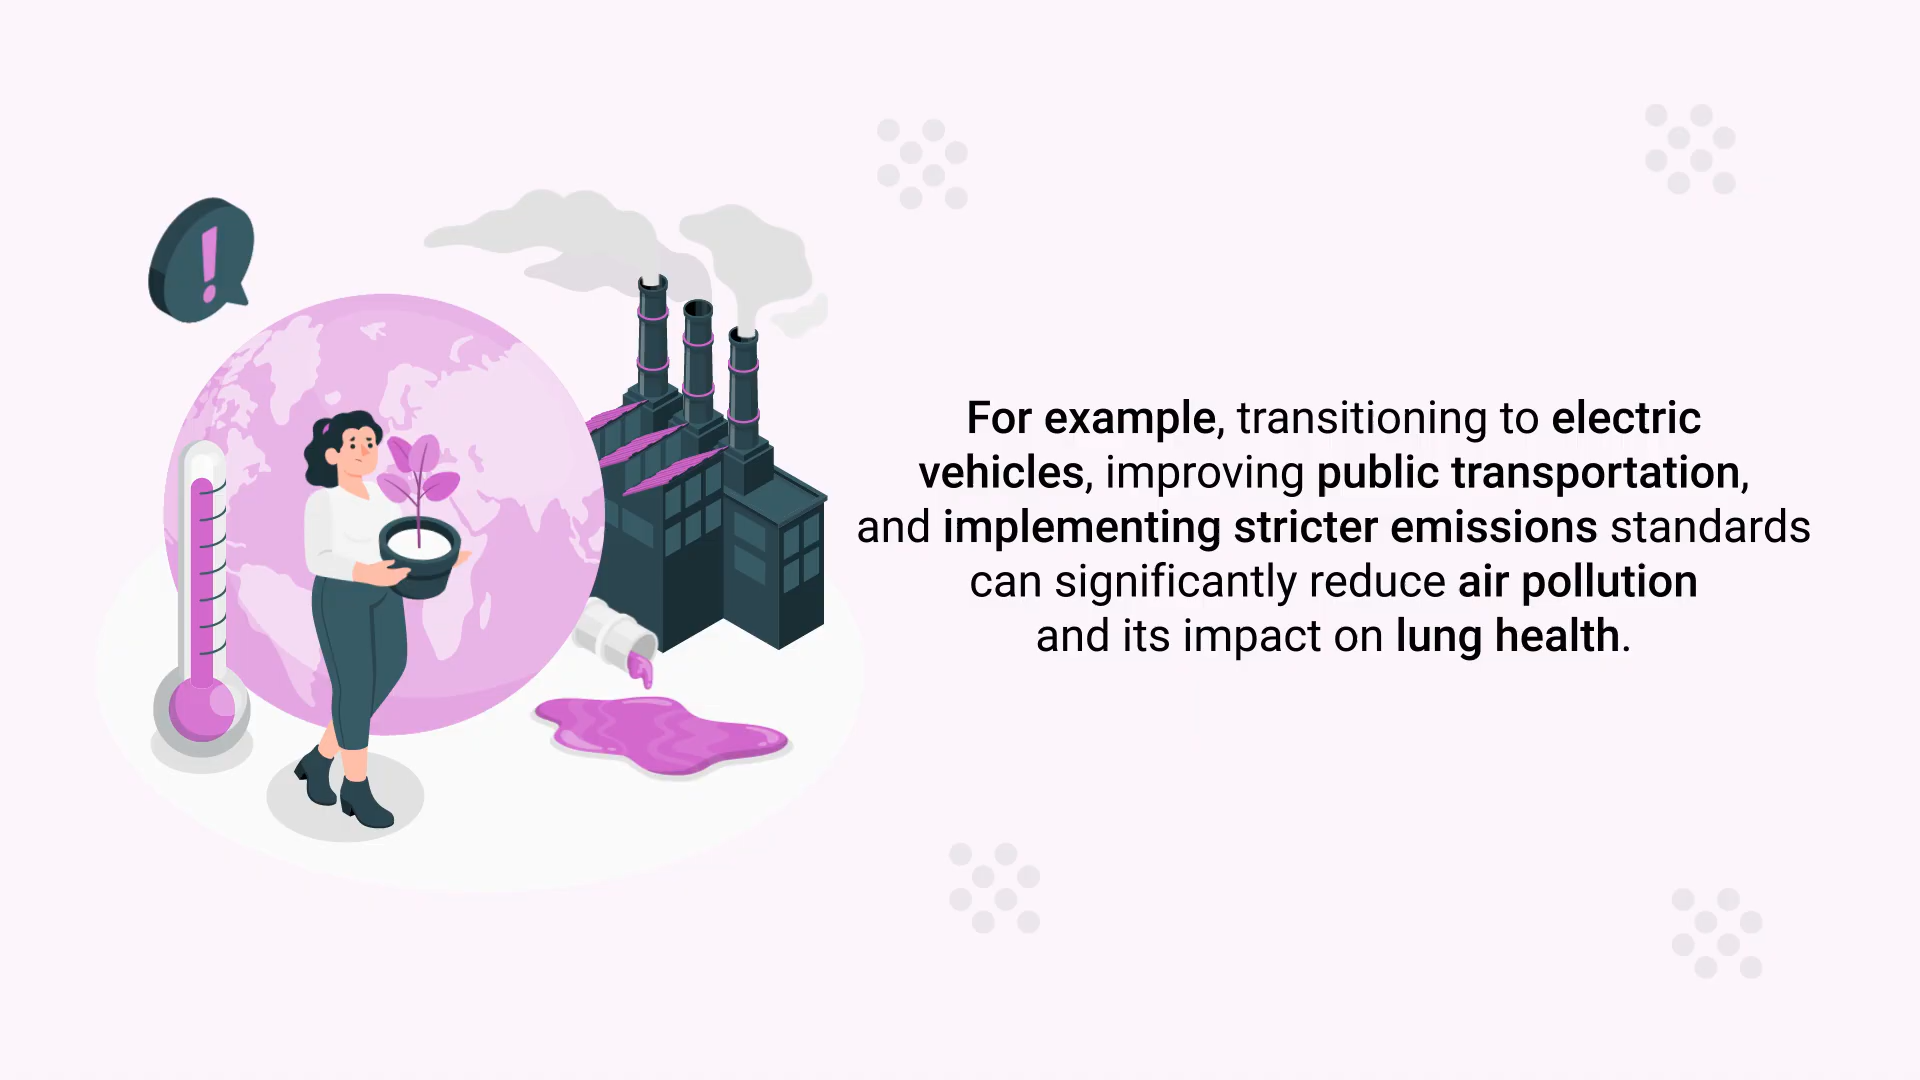 For example, transitioning to electric
vehicles, improving public transportation,
and implementing stricter emissions standards
can significantly reduce air pollution
and its impact on lung health.